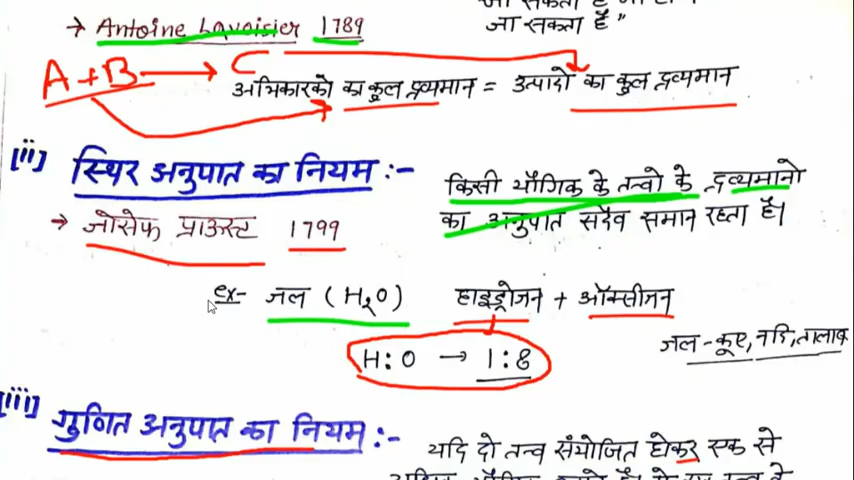 जा सकता है"
→ Antoine Lavoisier 1789
A + B → C
अभिकारको का कुल द्रव्यमान = उत्पादो का कुल द्रव्यमान
[ii] स्थिर अनुपात का नियम :-
किसी यौगिक के तत्वो के द्रव्यमानो
का अनुपात सदैव समान रहता है।
→ जोसेफ प्राउस्ट 1799
ex- जल (H₂O) हाइड्रोजन + ऑक्सीजन
H : O → 1 : 8
जल - कूए, नदि, तालाब
[iii] गुणित अनुपात का नियम :-
यदि दो तत्व संयोजित होकर एक से